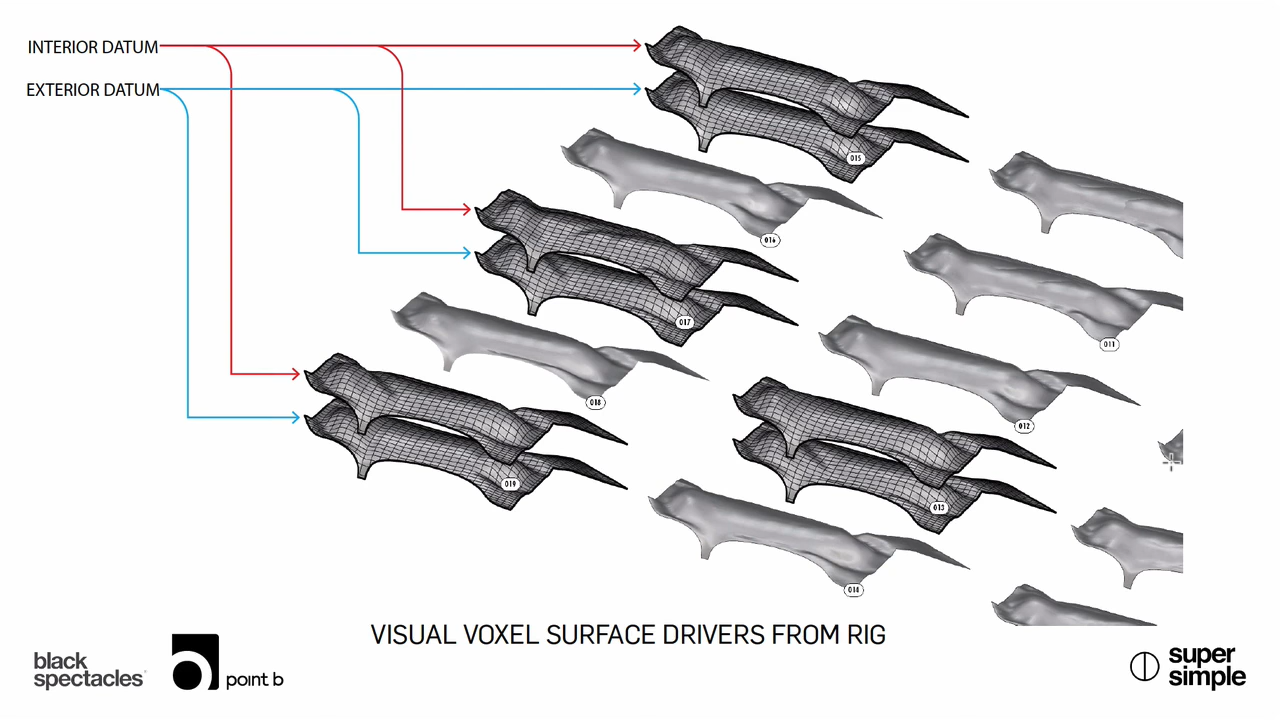 INTERIOR DATUM
EXTERIOR DATUM
015
016
017
011
018
012
019
013
014
VISUAL VOXEL SURFACE DRIVERS FROM RIG
black
spectacles
point b
super
simple